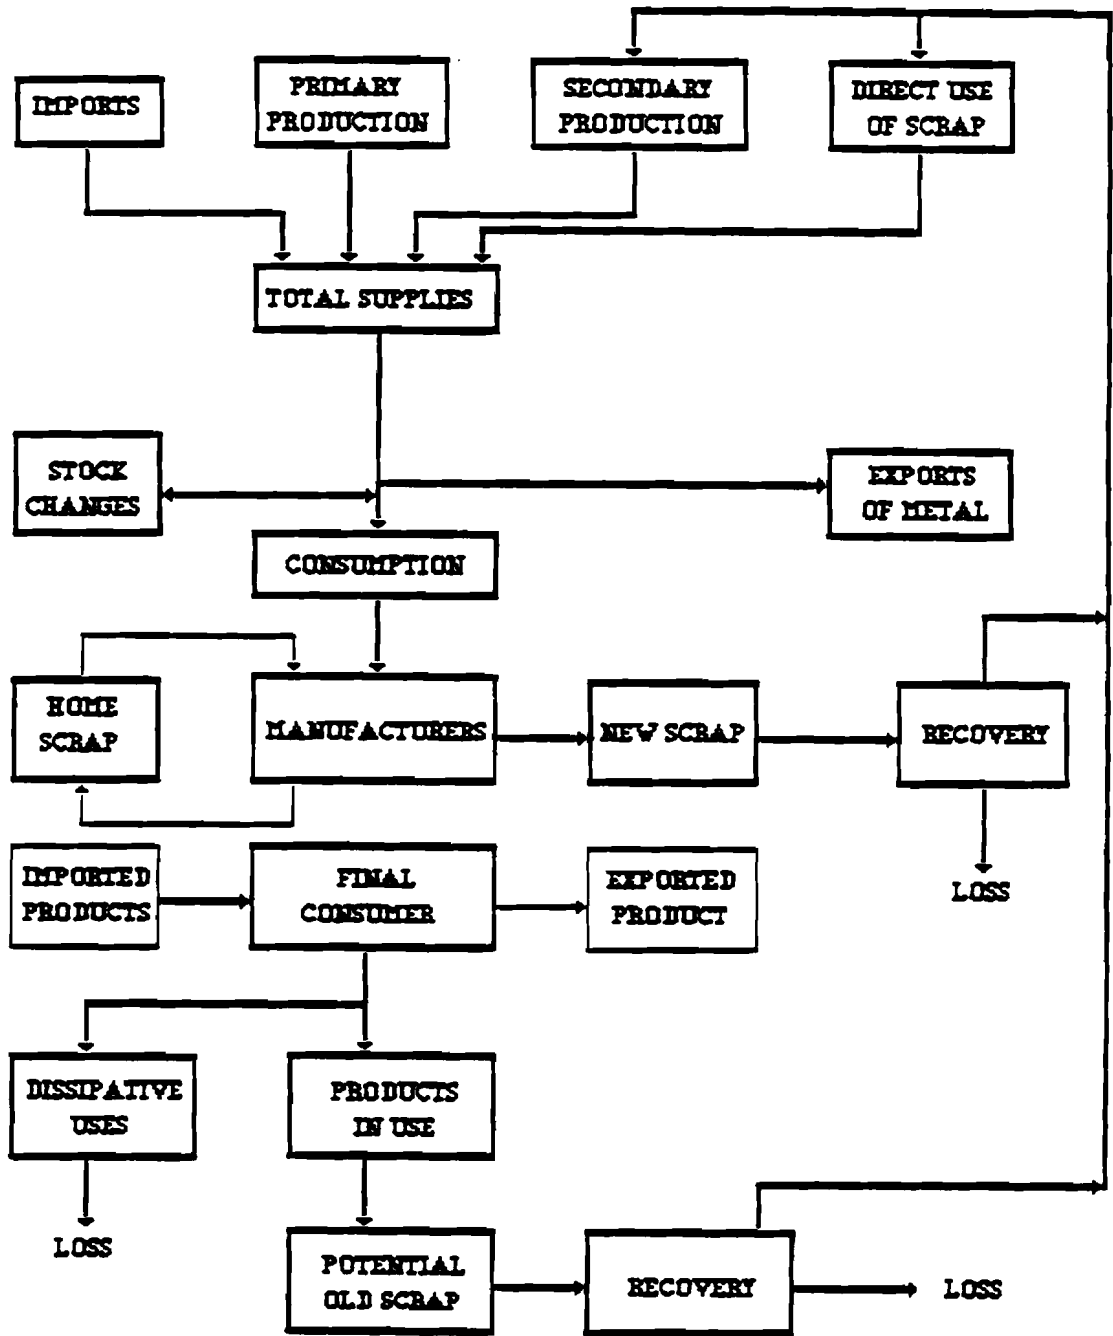 IMPORTS
PRIMARY
PRODUCTION
SECONDARY
PRODUCTION
DIRECT USE
OF SCRAP
TOTAL SUPPLIES
STOCK
CHANGES
EXPORTS
OF METAL
CONSUMPTION
HOME
SCRAP
MANUFACTURERS
NEW SCRAP
RECOVERY
LOSS
IMPORTED
PRODUCTS
FINAL
CONSUMER
EXPORTED
PRODUCT
DISSIPATIVE
USES
PRODUCTS
IN USE
LOSS
POTENTIAL
OLD SCRAP
RECOVERY
LOSS